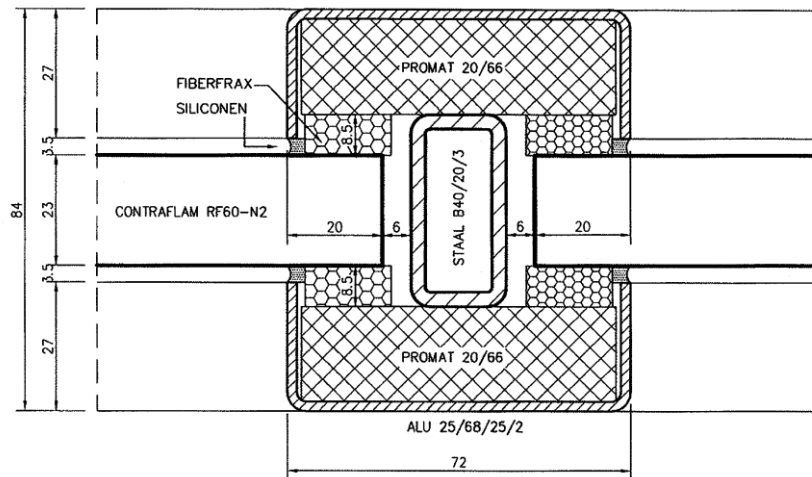 27
3.5
23
3.5
27
84
FIBERFRAX
SILICONEN
PROMAT 20/66
8.5
CONTRAFLAM RF60-N2
20
6
STAAL B40/20/3
6
20
8.5
PROMAT 20/66
ALU 25/68/25/2
72